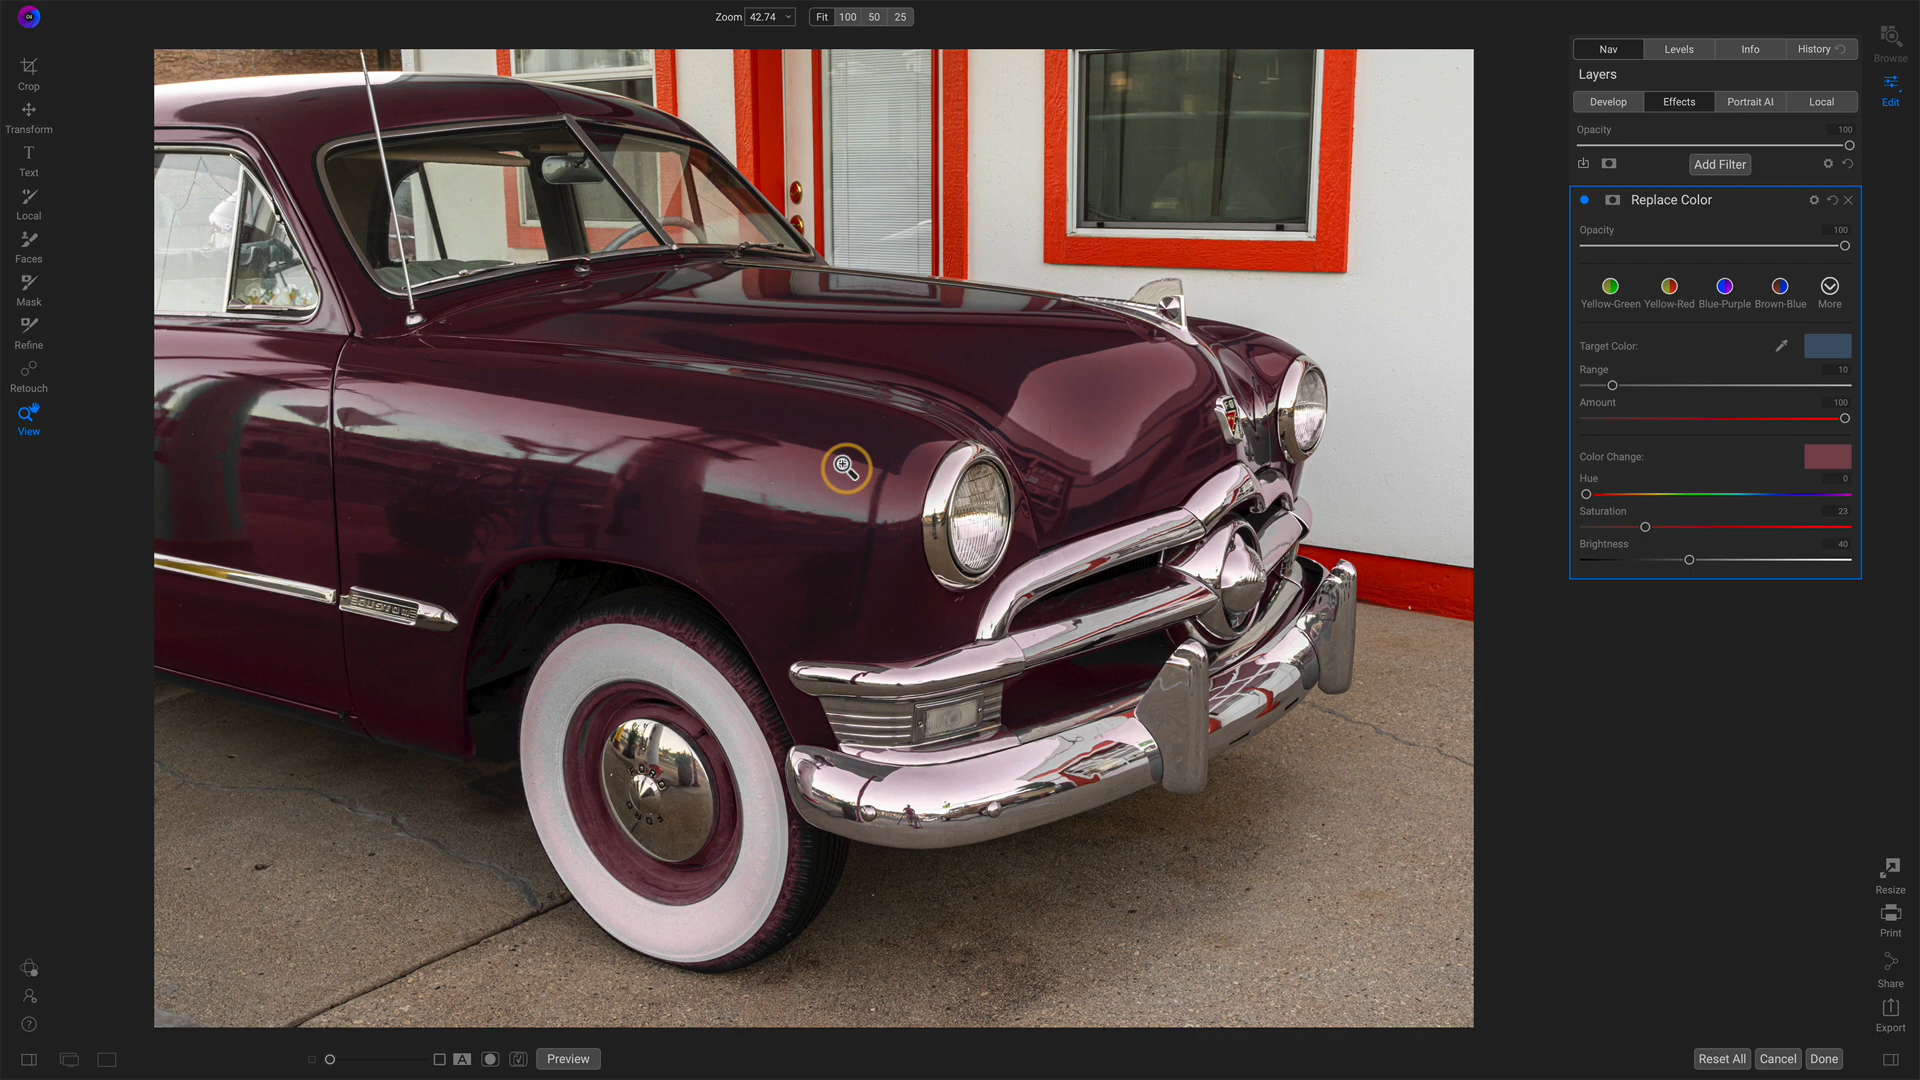 Zoom 42.74 Fit 100 50 25
Crop
Transform
T
Text
Local
Faces
Mask
Refine
Retouch
View
CUSTOM
FORD
FORD
Nav Levels Info History
Layers
Develop Effects Portrait AI Local
Opacity 100
Add Filter
Replace Color
Opacity 100
Yellow-Green Yellow-Red Blue-Purple Brown-Blue More
Target Color:
Range 10
Amount 100
Color Change:
Hue 0
Saturation 23
Brightness 40
Browse
Edit
Resize
Print
Share
Export
?
A
Preview
Reset All Cancel Done